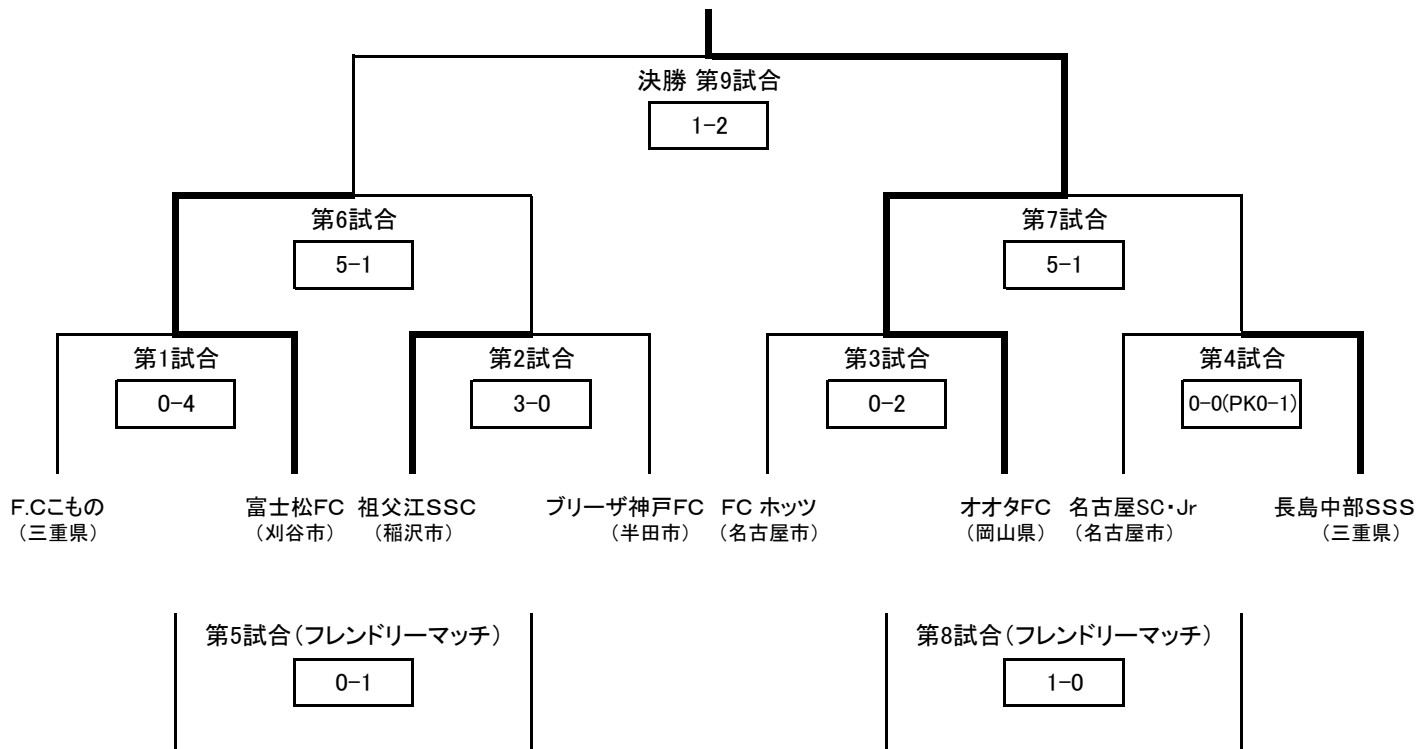 決勝 第9試合
1-2
第6試合
第7試合
5-1
5-1
第1試合
第2試合
第3試合
第4試合
0-4
3-0
0-2
0-0(PK0-1)
F.Cこもの
富士松FC
祖父江SSC
ブリーザ神戸FC
FC ホッツ
オオタFC
名古屋SC・Jr
長島中部SSS
(三重県)
(刈谷市)
(稲沢市)
(半田市)
(名古屋市)
(岡山県)
(名古屋市)
(三重県)
第5試合(フレンドリーマッチ)
第8試合(フレンドリーマッチ)
0-1
1-0